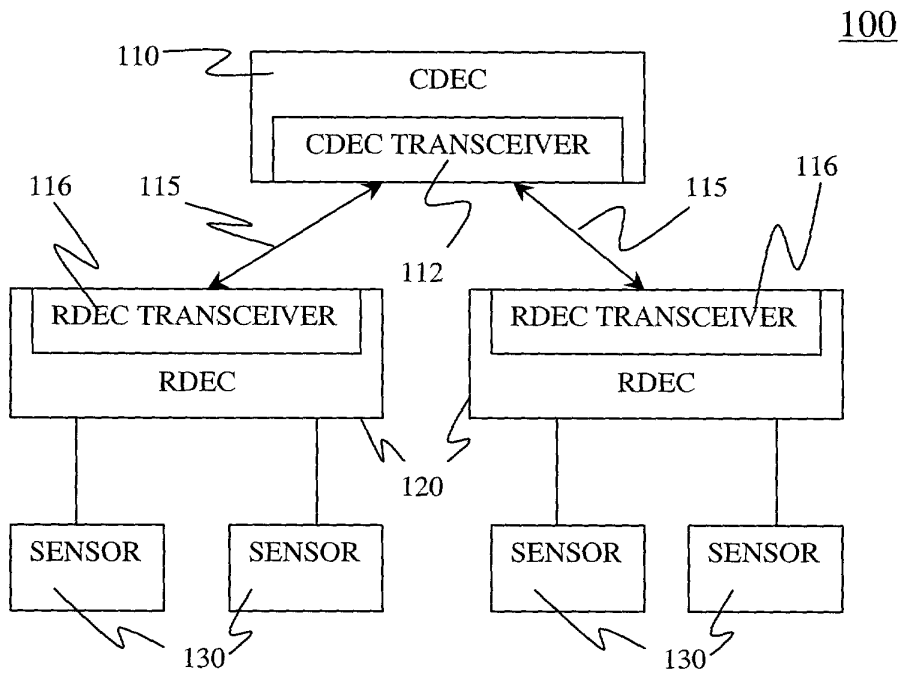 100
110
CDEC
CDEC TRANSCEIVER
116
115
115
116
112
RDEC TRANSCEIVER
RDEC TRANSCEIVER
RDEC
RDEC
120
SENSOR
SENSOR
SENSOR
SENSOR
130
130